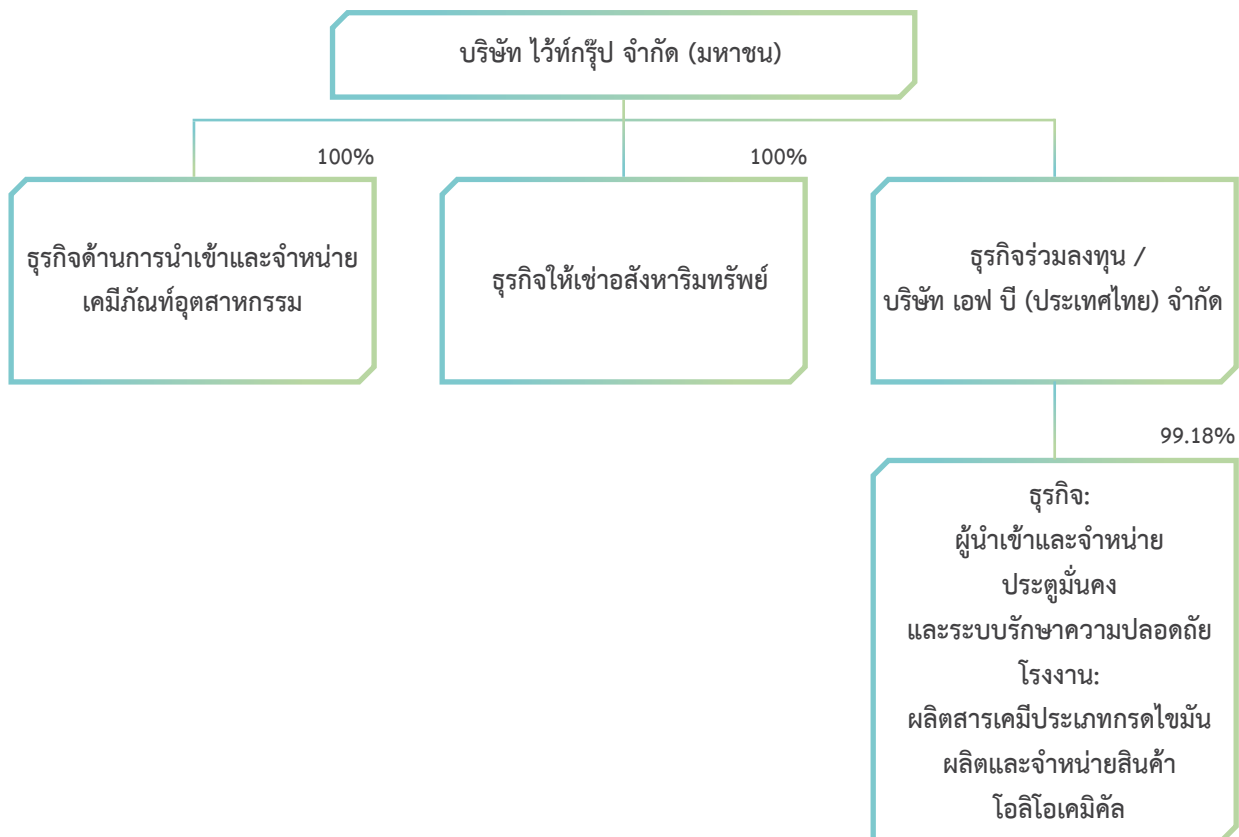 บริษัท ไว้ท์กรุ๊ป จำกัด (มหาชน)
100%
ธุรกิจด้านการนำเข้าและจำหน่าย
เคมีภัณฑ์อุตสาหกรรม
100%
ธุรกิจให้เช่าอสังหาริมทรัพย์
ธุรกิจร่วมลงทุน /
บริษัท เอฟ บี (ประเทศไทย) จำกัด
99.18%
ธุรกิจ:
ผู้นำเข้าและจำหน่าย
ประตูมั่นคง
และระบบรักษาความปลอดถัย
โรงงาน:
ผลิตสารเคมีประเภทกรดไขมัน
ผลิตและจำหน่ายสินค้า
โอลิโอเคมิคัล